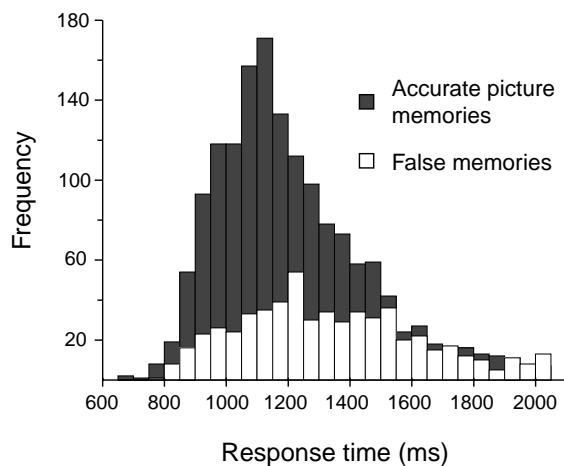 180
140
100
60
20
Frequency
Accurate picture
memories
False memories
600 800 1000 1200 1400 1600 1800 2000
Response time (ms)